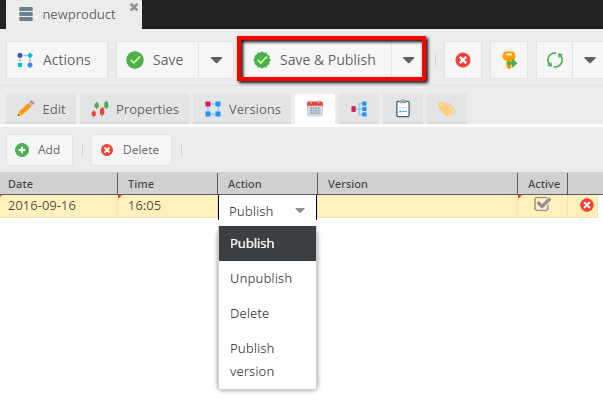 newproduct
Actions Save Save & Publish
Edit Properties Versions
Add Delete
Date Time Action Version Active
2016-09-16 16:05 Publish
Publish
Unpublish
Delete
Publish
version